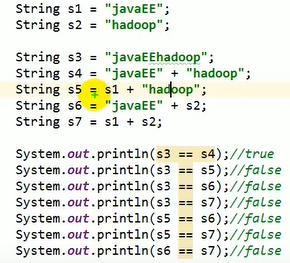 String s1 = "javaEE";
String s2 = "hadoop";
String s3 = "javaEEhadoop";
String s4 = "javaEE" + "hadoop";
String s5 = s1 + "hadoop";
String s6 = "javaEE" + s2;
String s7 = s1 + s2;
System.out.println(s3 == s4);//true
System.out.println(s3 == s5);//false
System.out.println(s3 == s6);//false
System.out.println(s3 == s7);//false
System.out.println(s5 == s6);//false
System.out.println(s5 == s7);//false
System.out.println(s6 == s7);//false